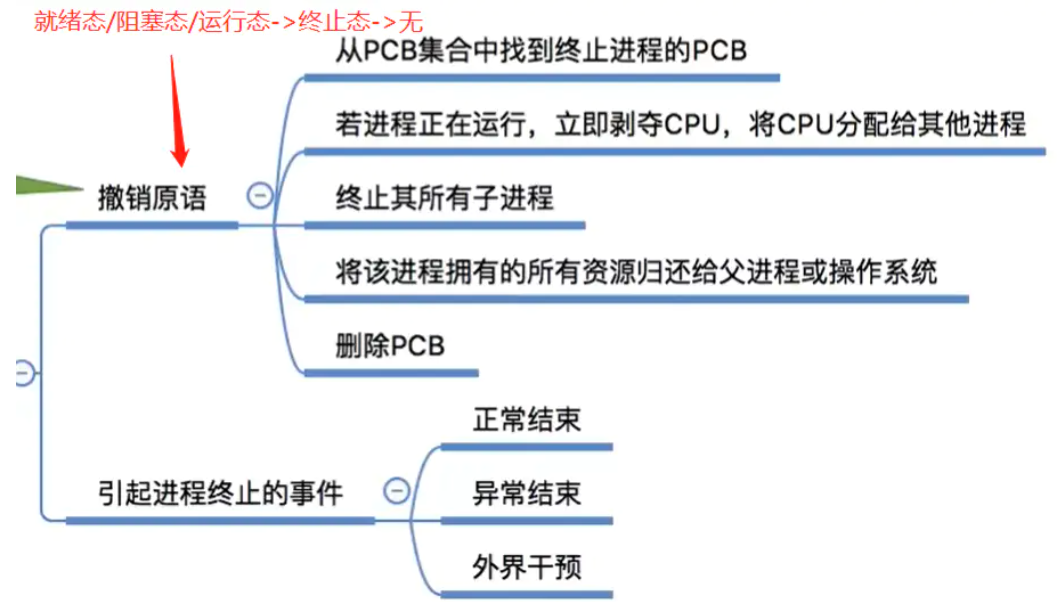 就绪态/阻塞态/运行态->终止态->无
从PCB集合中找到终止进程的PCB
若进程正在运行，立即剥夺CPU，将CPU分配给其他进程
撤销原语
终止其所有子进程
将该进程拥有的所有资源归还给父进程或操作系统
删除PCB
正常结束
引起进程终止的事件
异常结束
外界干预